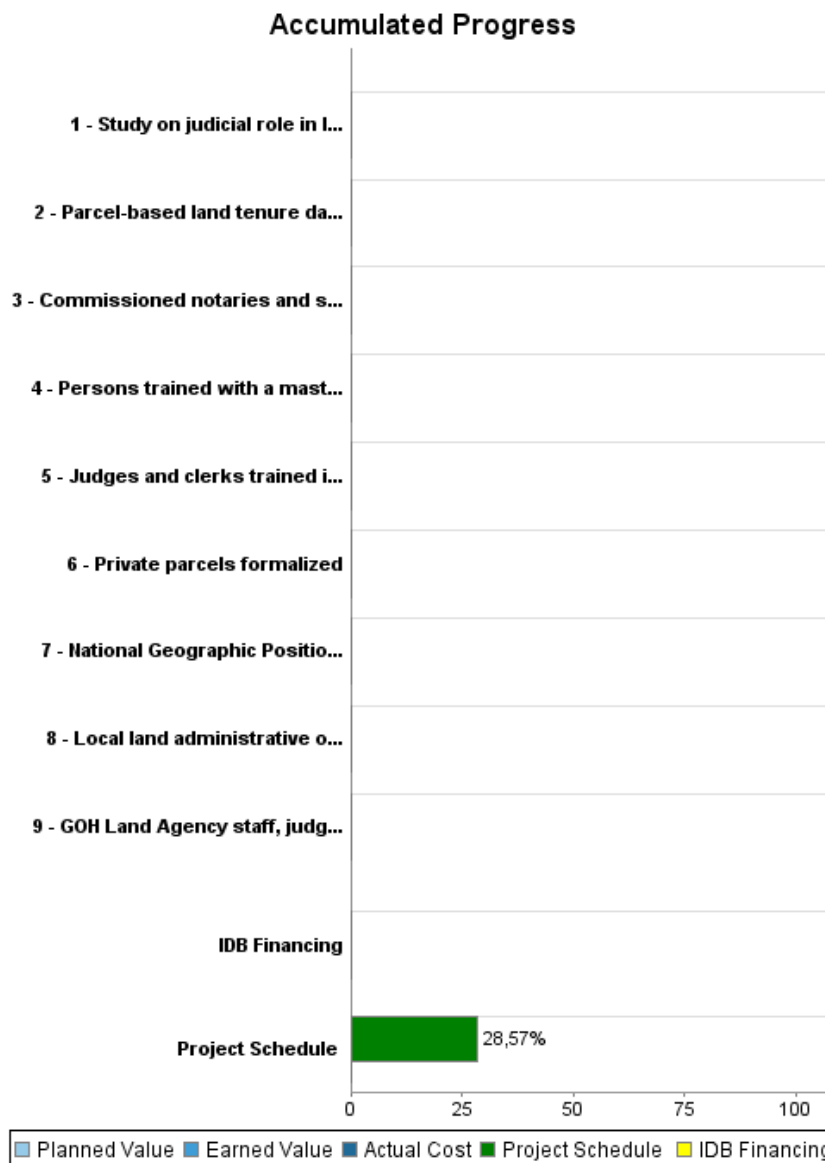 Accumulated Progress
1 - Study on judicial role in l...
2 - Parcel-based land tenure da...
3 - Commissioned notaries and s...
4 - Persons trained with a mast...
5 - Judges and clerks trained i...
6 - Private parcels formalized
7 - National Geographic Positio...
8 - Local land administrative o...
9 - GOH Land Agency staff, judg...
IDB Financing
Project Schedule 28,57%
0 25 50 75 100
Planned Value Earned Value Actual Cost Project Schedule IDB Financing